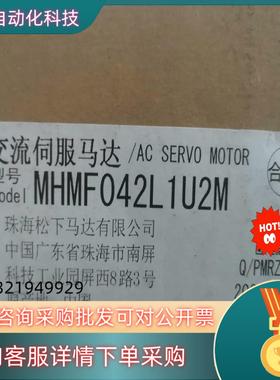 自动化科技
交流伺服马达 /AC SERVO MOTOR
型号
Model MHMF042L1U2M
合
珠海松下马达有限公司
中国广东省珠海市南屏
科技工业园屏西8路3号
Q/PMRZ
321949929
HOT!
咨询采购批发可对公开票
客服详情下大单